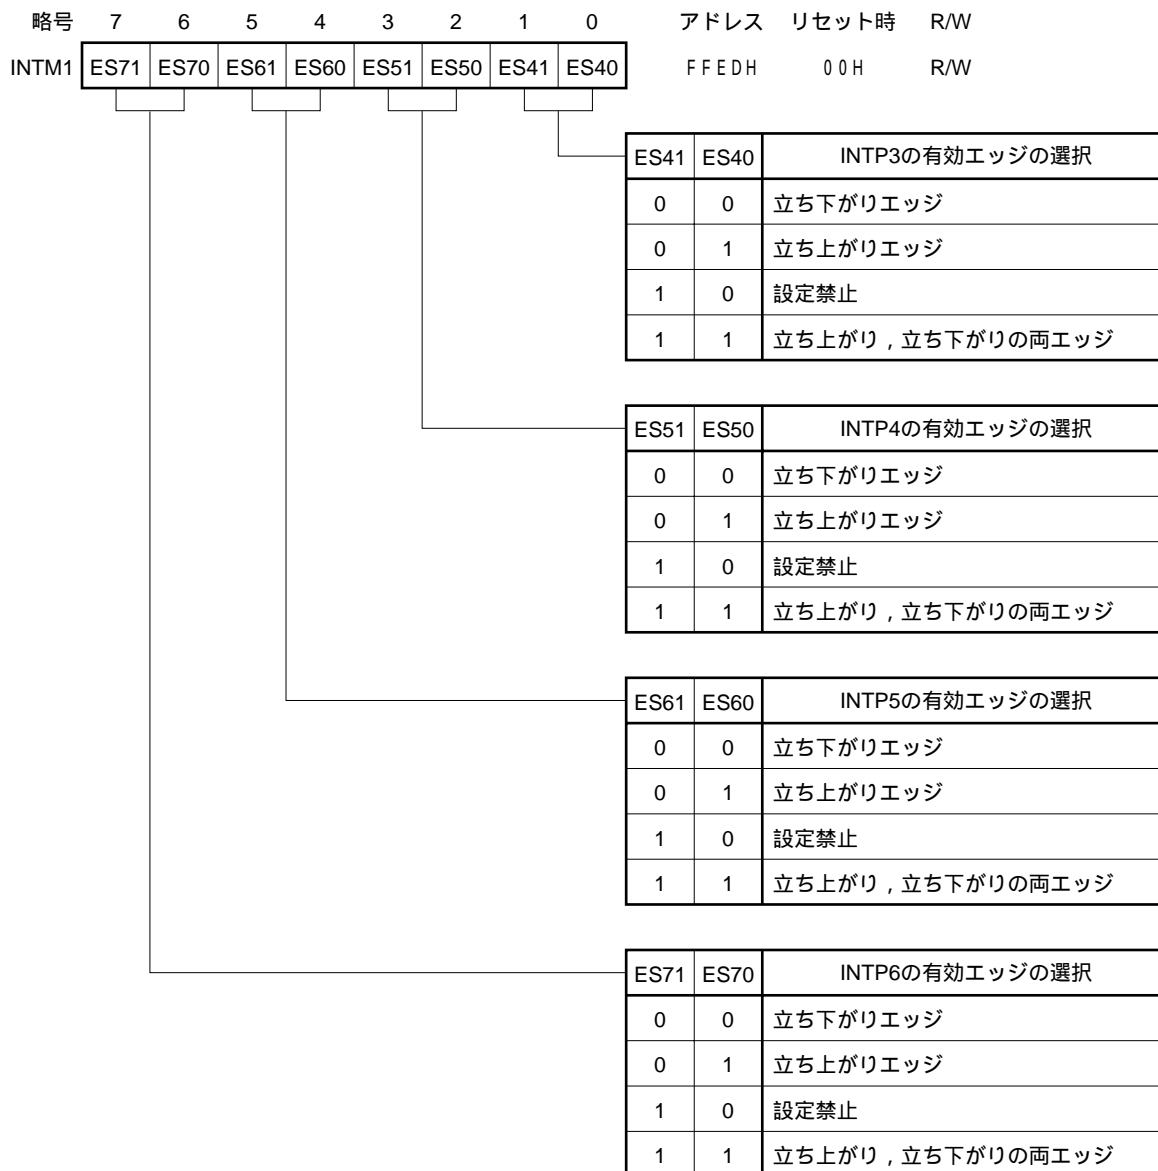 略号 7 6 5 4 3 2 1 0 アドレス リセット時 R/W
INTM1 ES71 ES70 ES61 ES60 ES51 ES50 ES41 ES40 FFEDH 00H R/W
ES41 ES40 INTP3の有効エッジの選択
0 0 立ち下がりエッジ
0 1 立ち上がりエッジ
1 0 設定禁止
1 1 立ち上がり，立ち下がりの両エッジ
ES51 ES50 INTP4の有効エッジの選択
0 0 立ち下がりエッジ
0 1 立ち上がりエッジ
1 0 設定禁止
1 1 立ち上がり，立ち下がりの両エッジ
ES61 ES60 INTP5の有効エッジの選択
0 0 立ち下がりエッジ
0 1 立ち上がりエッジ
1 0 設定禁止
1 1 立ち上がり，立ち下がりの両エッジ
ES71 ES70 INTP6の有効エッジの選択
0 0 立ち下がりエッジ
0 1 立ち上がりエッジ
1 0 設定禁止
1 1 立ち上がり，立ち下がりの両エッジ